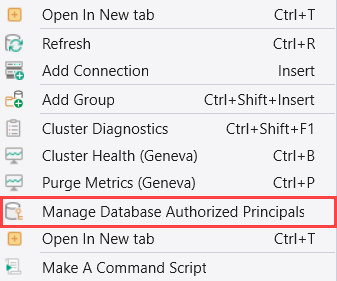 Open In New tab Ctrl+T
Refresh Ctrl+R
Add Connection Insert
Add Group Ctrl+Shift+Insert
Cluster Diagnostics Ctrl+Shift+F1
Cluster Health (Geneva) Ctrl+B
Purge Metrics (Geneva) Ctrl+P
Manage Database Authorized Principals
Open In New tab Ctrl+T
Make A Command Script